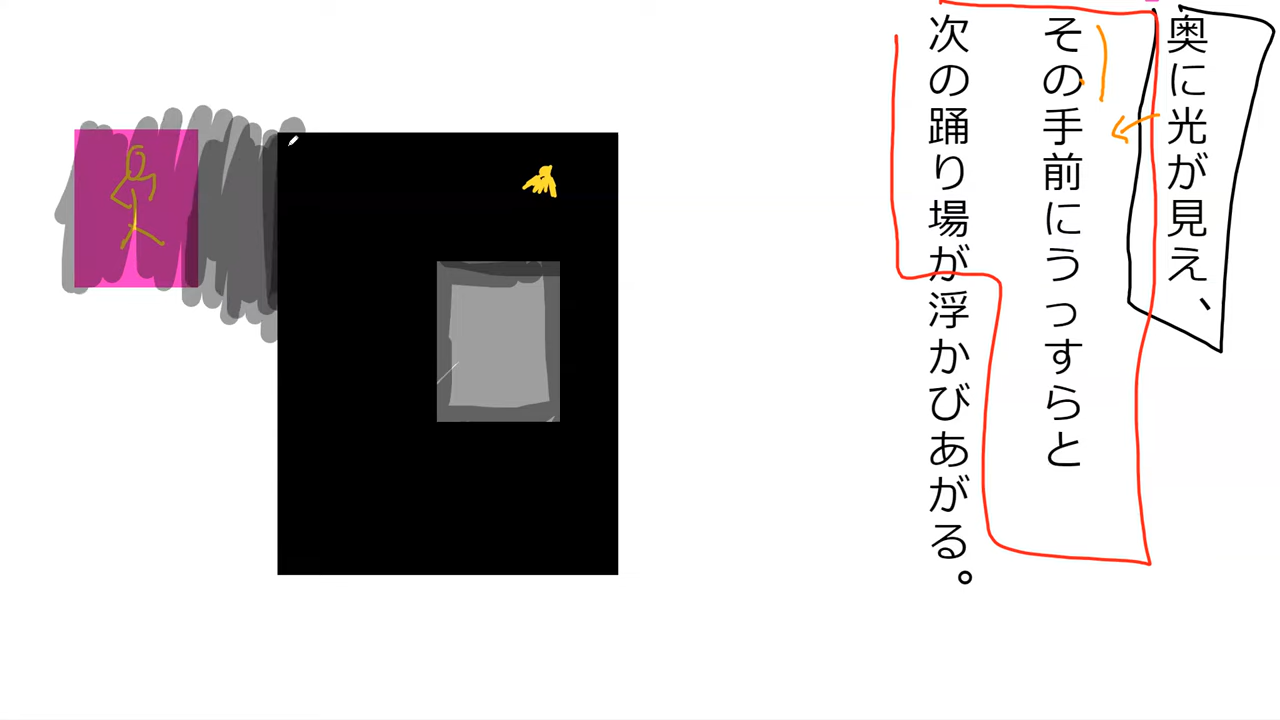 奥に光が見え、
その手前にうっすらと
次の踊り場が浮かびあがる。